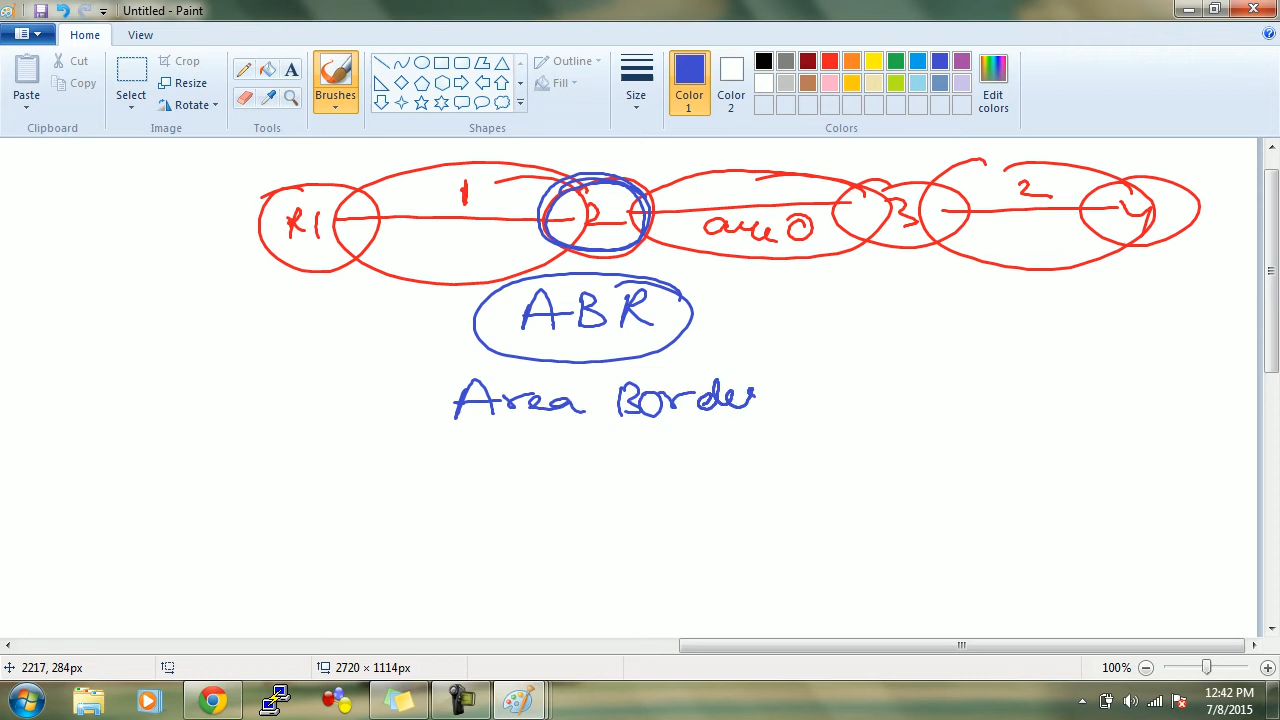 Untitled - Paint
Home View
Paste
Cut
Copy
Clipboard
Select
Crop
Resize
Rotate
Image
Tools
Brushes
Shapes
Outline
Fill
Size
Color 1
Color 2
Edit colors
Colors
R1 1 2 area 0 3 2 4
ABR
Area Border
2217, 284px
2720 × 1114px
100%
12:42 PM
7/8/2015